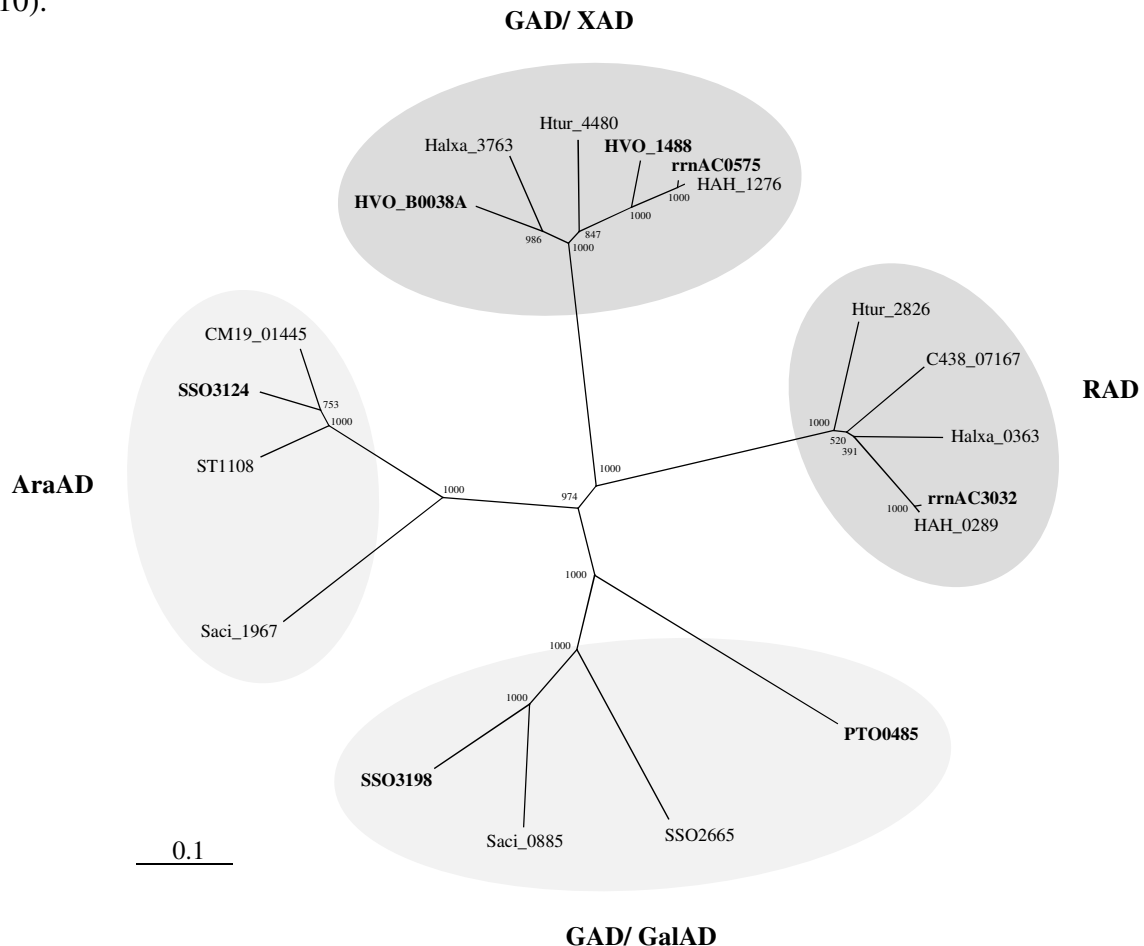 10).
GAD/ XAD
Htur_4480
Halxa_3763
HVO_1488
rrnAC0575
HAH_1276
HVO_B0038A
1000
1000
986
847
1000
Htur_2826
CM19_01445
C438_07167
RAD
SSO3124
753
1000
1000
520
391
Halxa_0363
ST1108
AraAD
1000
1000
974
rrnAC3032
1000
HAH_0289
1000
Saci_1967
1000
1000
PTO0485
SSO3198
Saci_0885
SSO2665
0.1
GAD/ GalAD